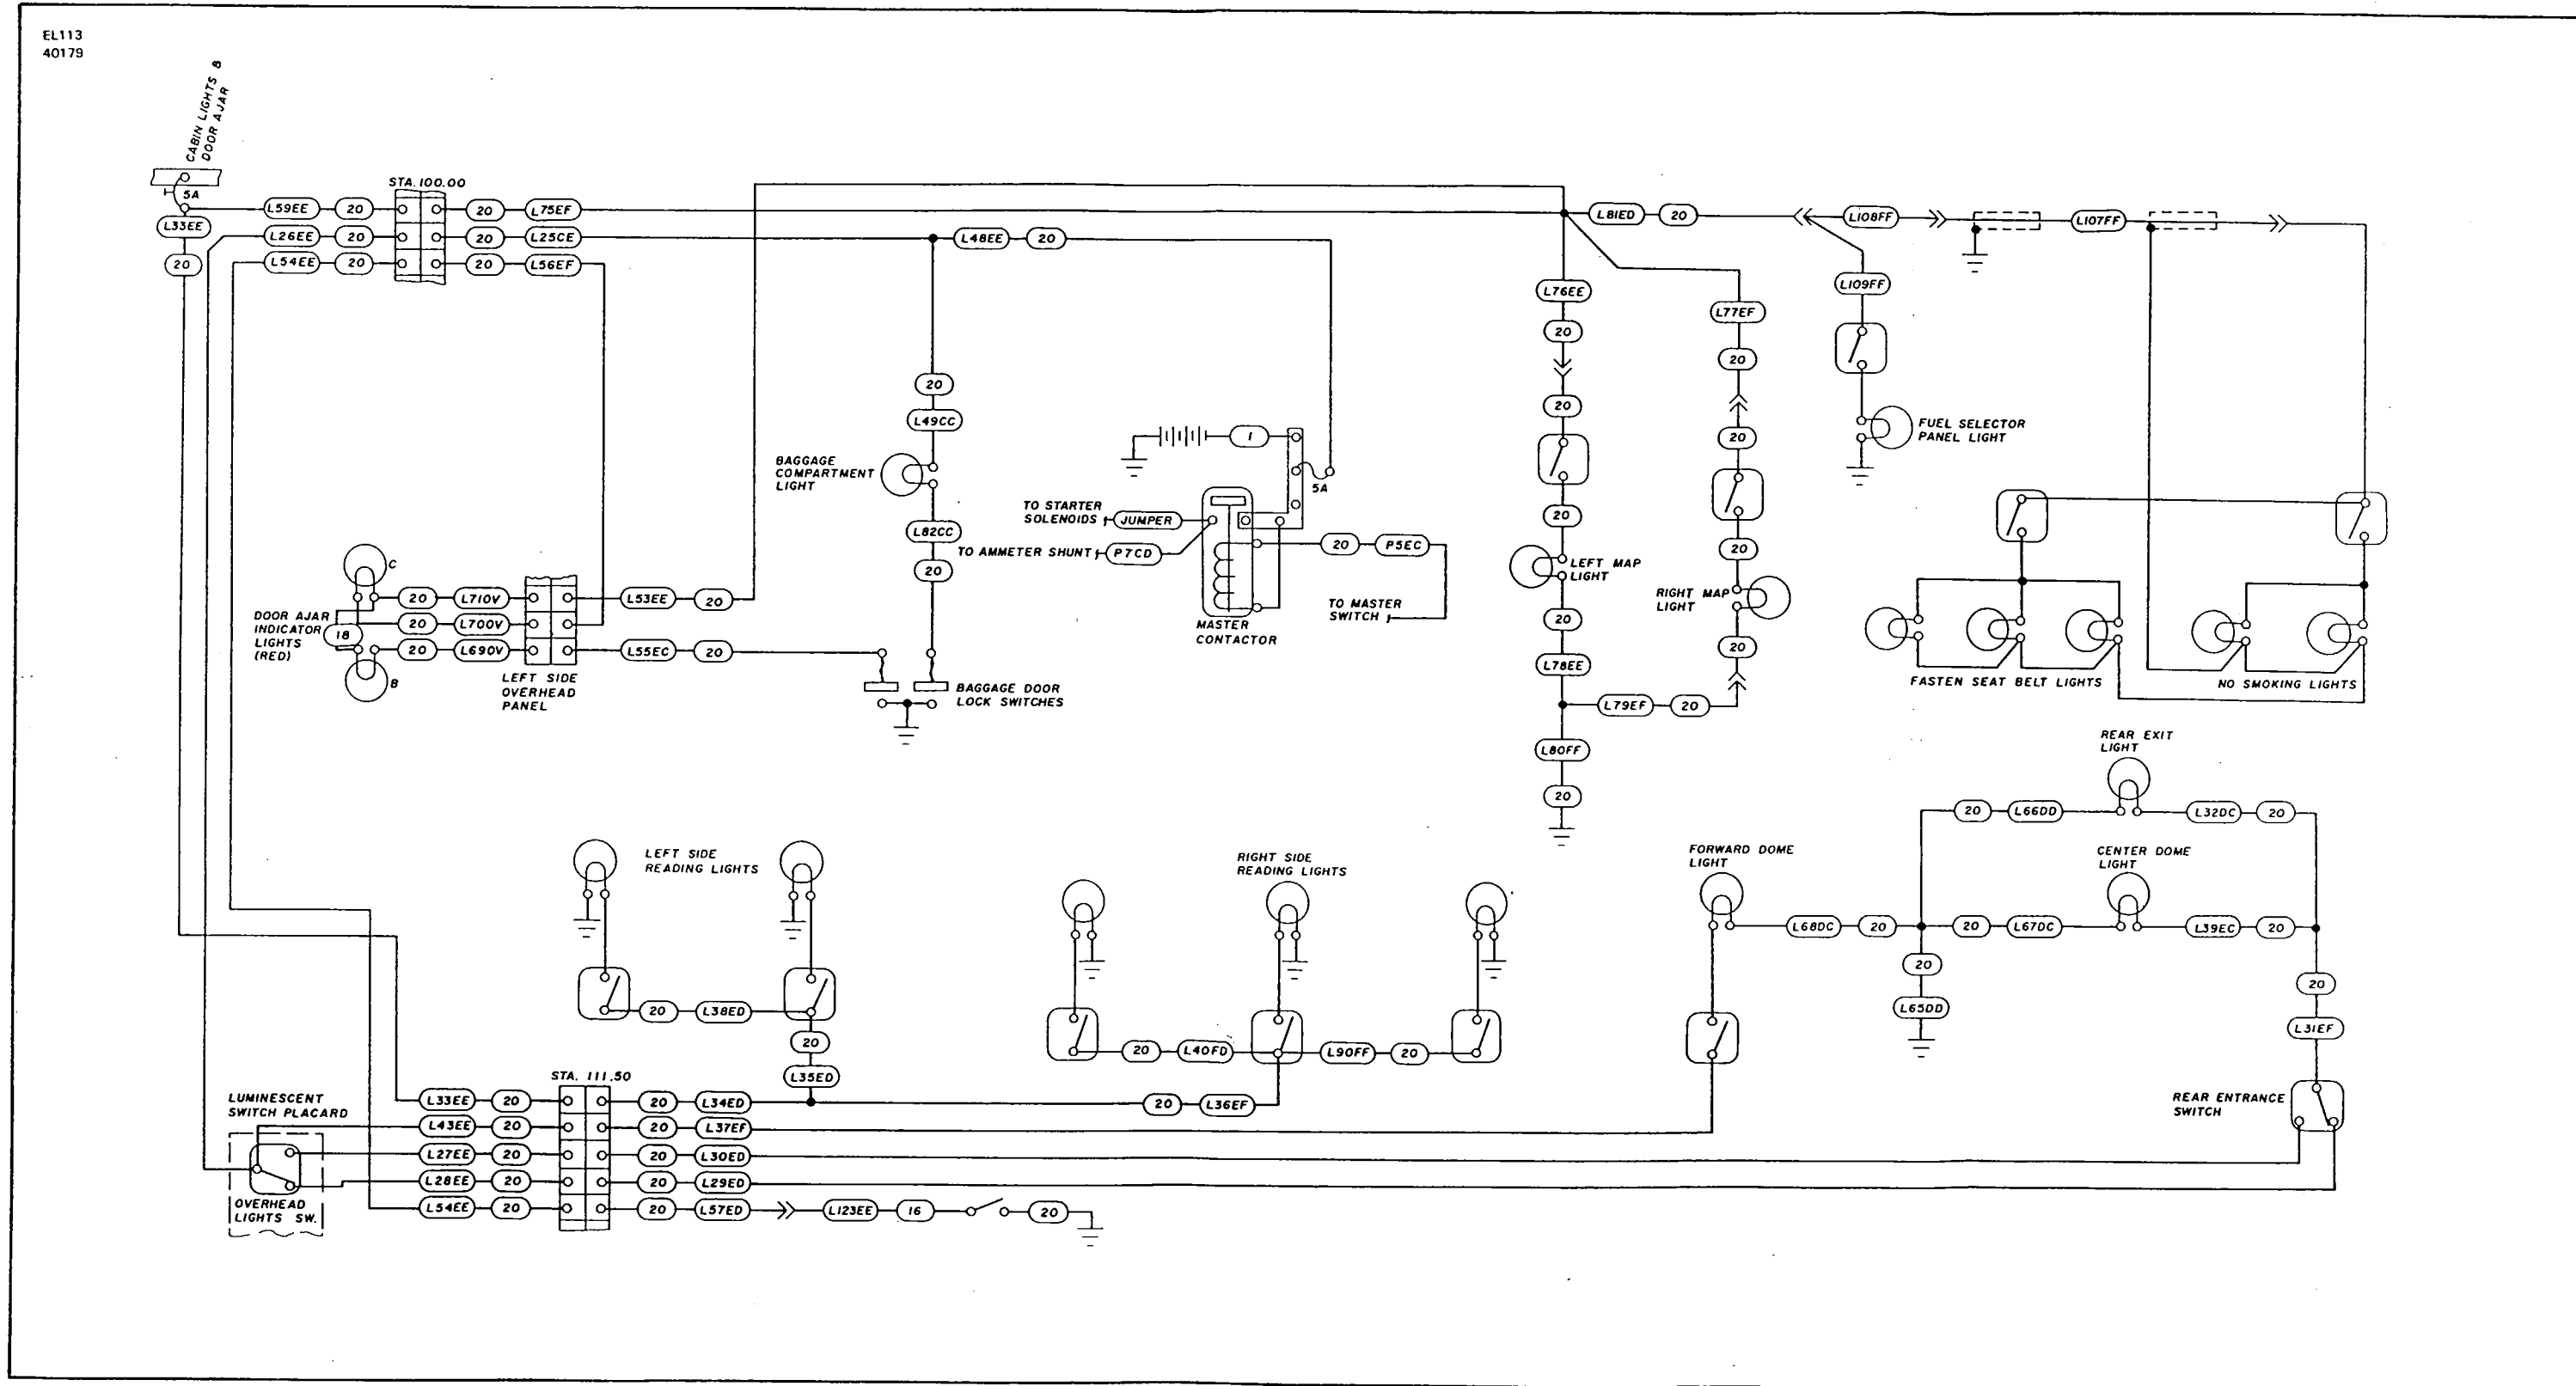 EL113
40179
CABIN LIGHTS &
DOOR AJAR
5A
STA. 100.00
L59EE 20 20 L75EF
L33EE
20
L26EE 20 20 L25CE
L54EE 20 20 L56EF
L48EE 20
L81ED 20
L108FF
L107FF
L109FF
L76EE
20
20
20
L77EF
20
20
20
FUEL SELECTOR
PANEL LIGHT
20
L49CC
BAGGAGE
COMPARTMENT
LIGHT
L82CC
20
1
5A
TO STARTER
SOLENOIDS
JUMPER
TO AMMETER SHUNT
P7CD
20 P5EC
TO MASTER
SWITCH
MASTER
CONTACTOR
LEFT MAP
LIGHT
20
L78EE
RIGHT MAP
LIGHT
20
L79EF 20
L80FF
20
FASTEN SEAT BELT LIGHTS
NO SMOKING LIGHTS
C
DOOR AJAR
INDICATOR
LIGHTS
(RED)
18
B
20 L710V L53EE 20
20 L700V
20 L690V L55EC 20
LEFT SIDE
OVERHEAD
PANEL
BAGGAGE DOOR
LOCK SWITCHES
REAR EXIT
LIGHT
20 L66DD L32DC 20
LEFT SIDE
READING LIGHTS
RIGHT SIDE
READING LIGHTS
FORWARD DOME
LIGHT
CENTER DOME
LIGHT
L68DC 20 20 L67DC L39EC 20
20
L65DD
20
L31EF
20 L38ED
20
L35ED
20 L40FD L90FF 20
REAR ENTRANCE
SWITCH
STA. 111.50
LUMINESCENT
SWITCH PLACARD
L33EE 20 20 L34ED 20 L36EF
L43EE 20 20 L37EF
L27EE 20 20 L30ED
L28EE 20 20 L29ED
L54EE 20 20 L57ED L123EE 16 20
OVERHEAD
LIGHTS SW.